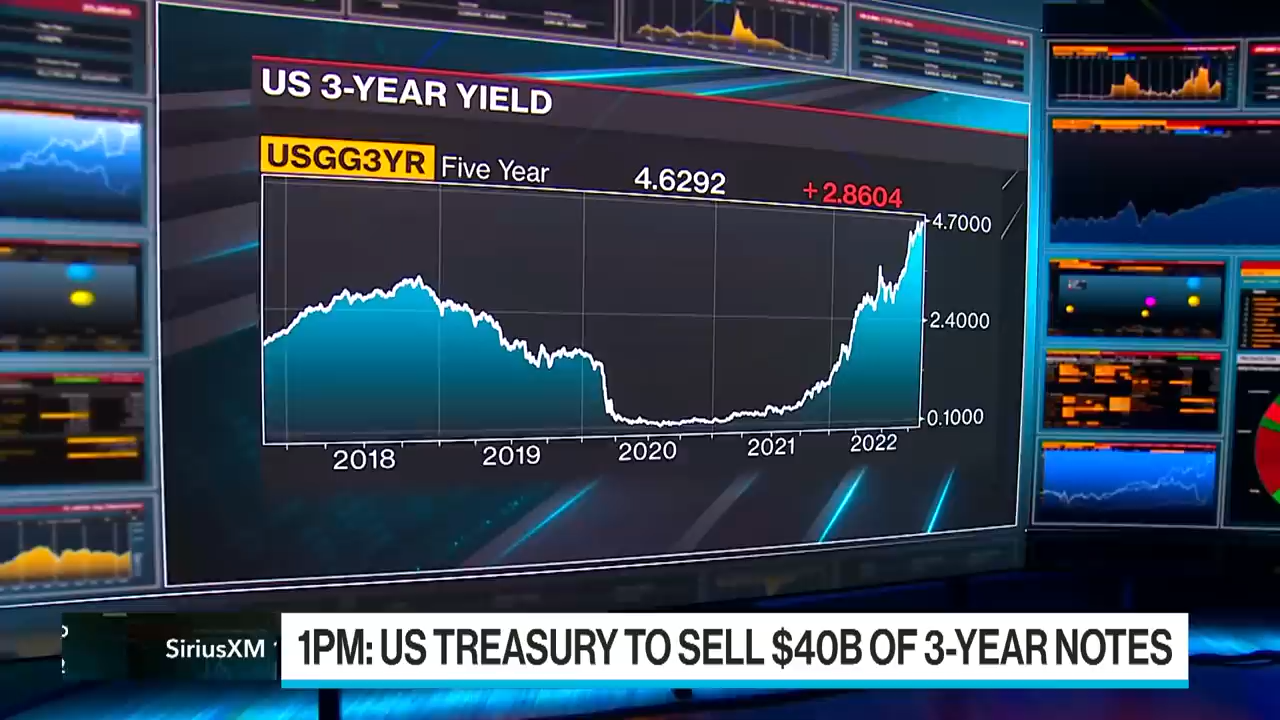 US 3-YEAR YIELD
USGG3YR Five Year 4.6292 +2.8604
4.7000
2.4000
0.1000
2018 2019 2020 2021 2022
SiriusXM
1PM: US TREASURY TO SELL $40B OF 3-YEAR NOTES